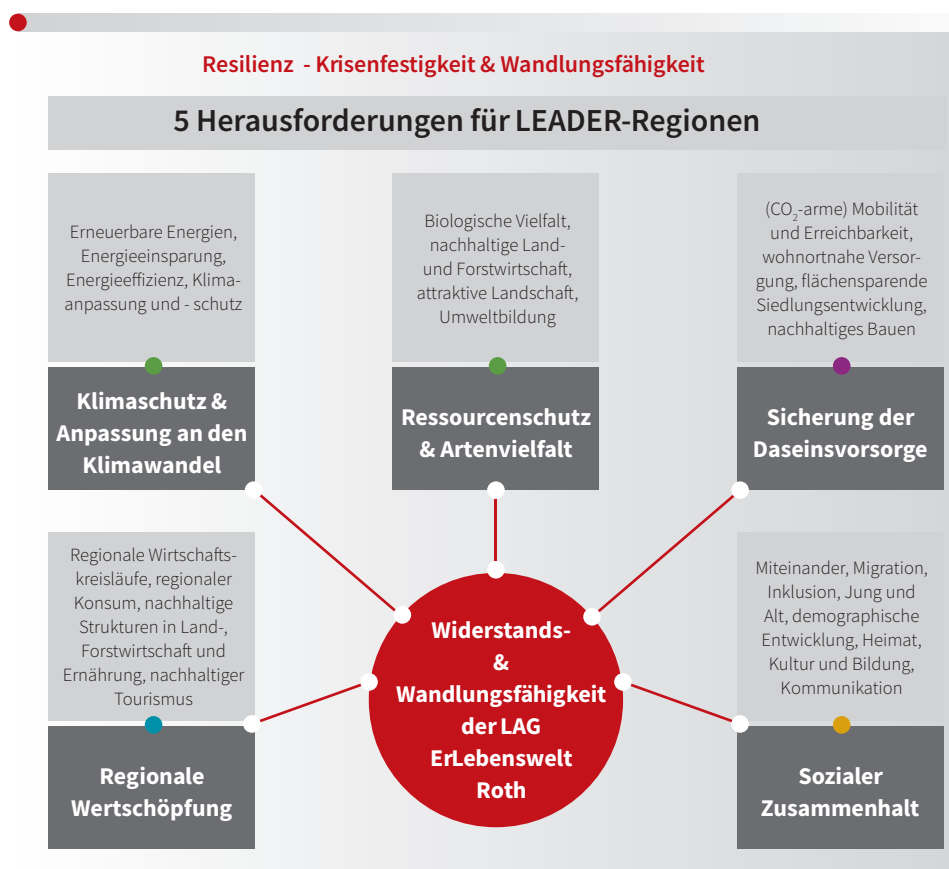 Resilienz - Krisenfestigkeit & Wandlungsfähigkeit
5 Herausforderungen für LEADER-Regionen
Erneuerbare Energien,
Energieeinsparung,
Energieeffizienz, Klima-
anpassung und - schutz
Klimaschutz &
Anpassung an den
Klimawandel
Biologische Vielfalt,
nachhaltige Land-
und Forstwirtschaft,
attraktive Landschaft,
Umweltbildung
Ressourcenschutz
& Artenvielfalt
(CO₂-arme) Mobilität
und Erreichbarkeit,
wohnortnahe Versor-
gung, flächensparende
Siedlungsentwicklung,
nachhaltiges Bauen
Sicherung der
Daseinsvorsorge
Regionale Wirtschafts-
kreisläufe, regionaler
Konsum, nachhaltige
Strukturen in Land-,
Forstwirtschaft und
Ernährung, nachhaltiger
Tourismus
Regionale
Wertschöpfung
Widerstands-
&
Wandlungsfähigkeit
der LAG
ErLebenswelt
Roth
Miteinander, Migration,
Inklusion, Jung und
Alt, demographische
Entwicklung, Heimat,
Kultur und Bildung,
Kommunikation
Sozialer
Zusammenhalt